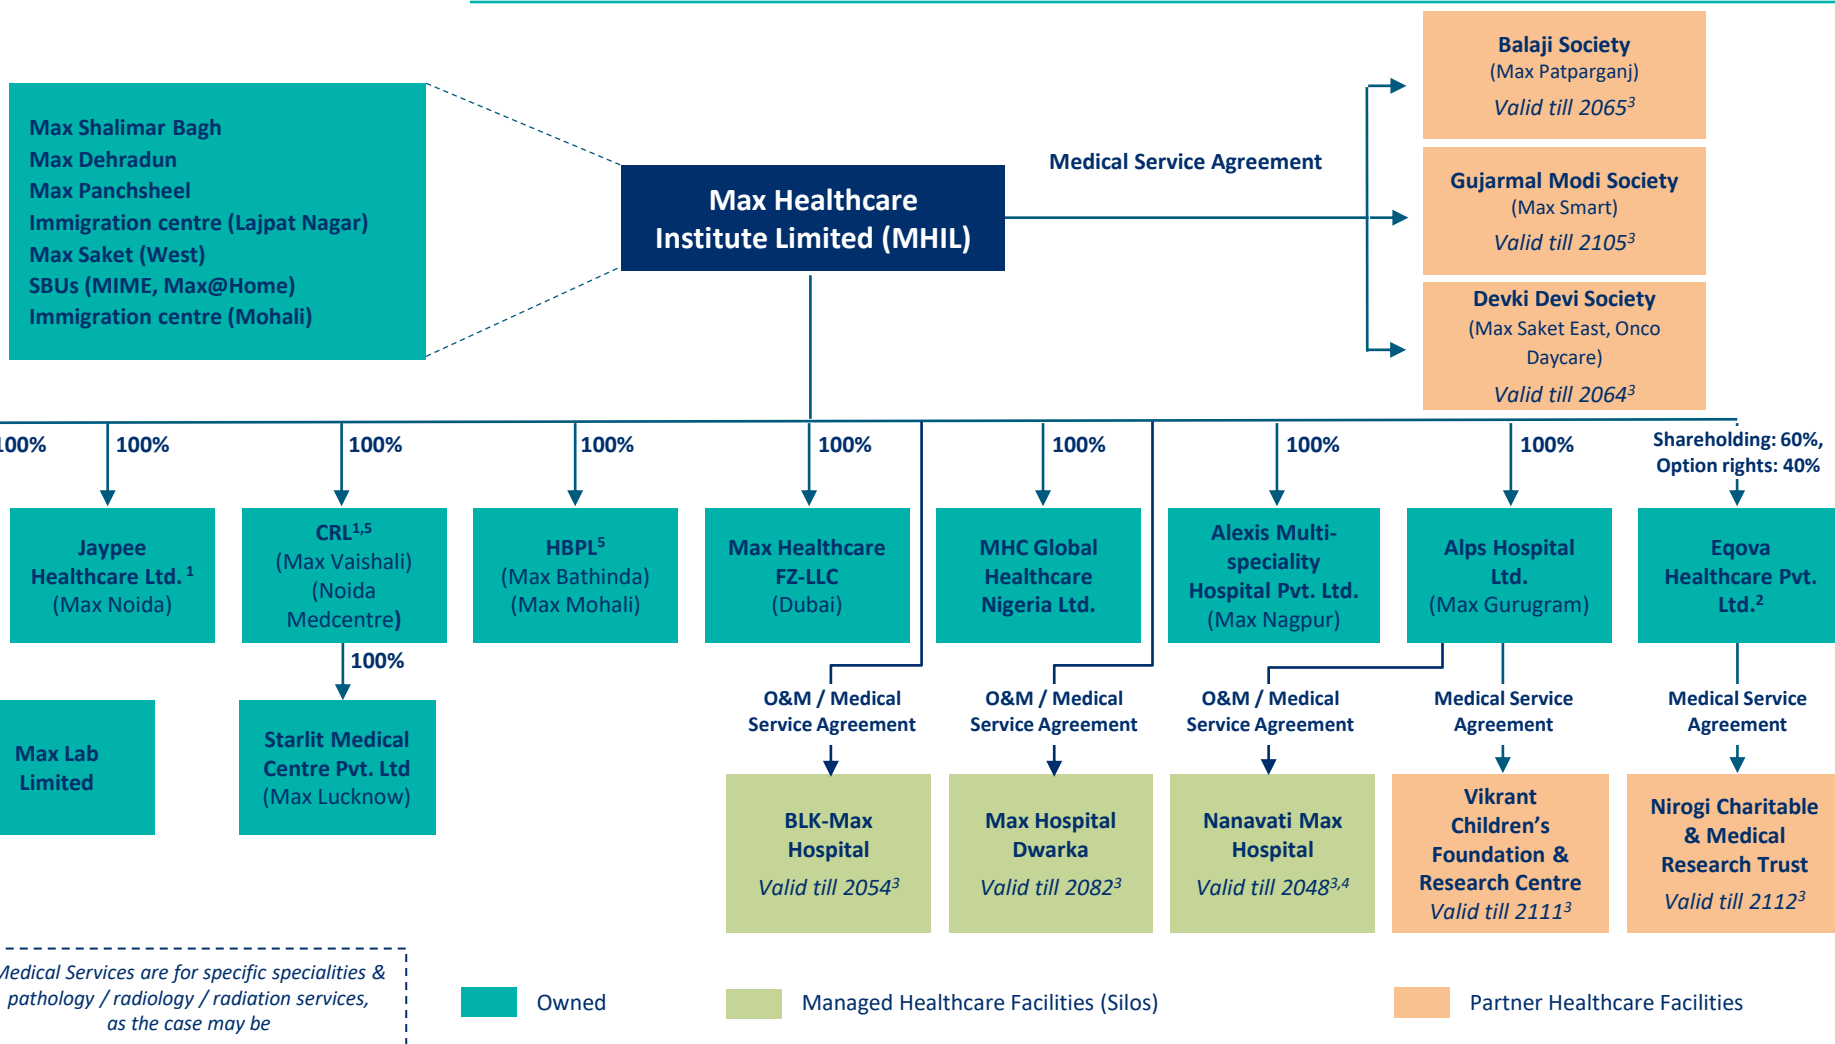 Balaji Society
(Max Patparganj)
Valid till 2065³
Max Shalimar Bagh
Max Dehradun
Max Panchsheel
Immigration centre (Lajpat Nagar)
Max Saket (West)
SBUs (MIME, Max@Home)
Immigration centre (Mohali)
Max Healthcare
Institute Limited (MHIL)
Medical Service Agreement
Gujarmal Modi Society
(Max Smart)
Valid till 2105³
Devki Devi Society
(Max Saket East, Onco
Daycare)
Valid till 2064³
100%
100%
100%
100%
100%
100%
100%
100%
Shareholding: 60%,
Option rights: 40%
Jaypee
Healthcare Ltd. ¹
(Max Noida)
CRL¹,⁵
(Max Vaishali)
(Noida
Medcentre)
HBPL⁵
(Max Bathinda)
(Max Mohali)
Max Healthcare
FZ-LLC
(Dubai)
MHC Global
Healthcare
Nigeria Ltd.
Alexis Multi-
speciality
Hospital Pvt. Ltd.
(Max Nagpur)
Alps Hospital
Ltd.
(Max Gurugram)
Eqova
Healthcare Pvt.
Ltd.²
100%
O&M / Medical
Service Agreement
O&M / Medical
Service Agreement
O&M / Medical
Service Agreement
Medical Service
Agreement
Medical Service
Agreement
Max Lab
Limited
Starlit Medical
Centre Pvt. Ltd
(Max Lucknow)
BLK-Max
Hospital
Valid till 2054³
Max Hospital
Dwarka
Valid till 2082³
Nanavati Max
Hospital
Valid till 2048³,⁴
Vikrant
Children’s
Foundation &
Research Centre
Valid till 2111³
Nirogi Charitable
& Medical
Research Trust
Valid till 2112³
Medical Services are for specific specialities &
pathology / radiology / radiation services,
as the case may be
Owned
Managed Healthcare Facilities (Silos)
Partner Healthcare Facilities